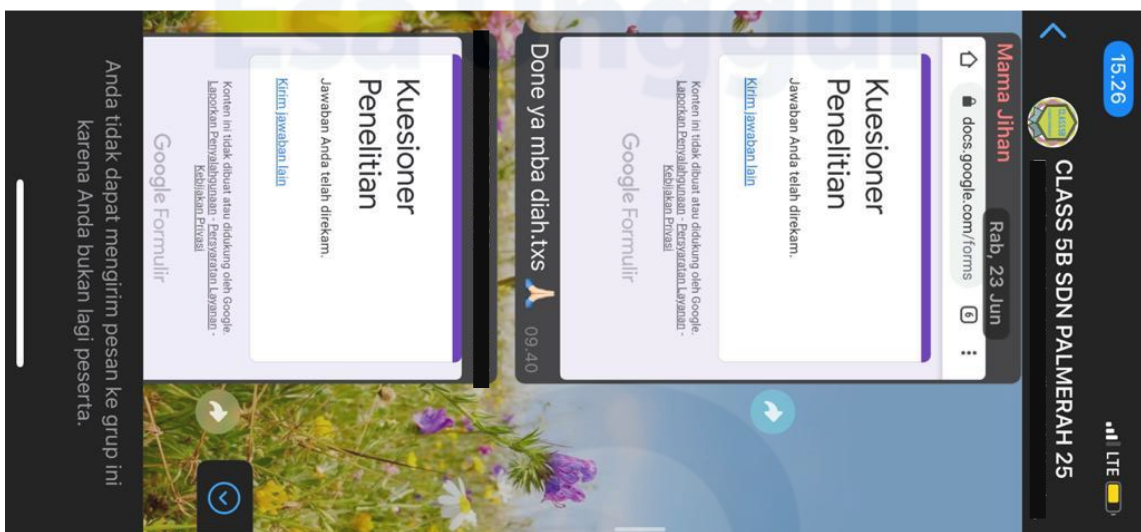 Esa Unggul
15.26
LTE
CLASS 5B SDN PALMERAH 25
Rab, 23 Jun
Mama Jihan
docs.google.com/forms
6
Kuesioner
Penelitian
Jawaban Anda telah direkam.
Kirim jawaban lain
Konten ini tidak dibuat atau didukung oleh Google.
Laporkan Penyalahgunaan - Persyaratan Layanan -
Kebijakan Privasi
Google Formulir
Done ya mba diah.txs 🙏🏻
09.40
Kuesioner
Penelitian
Jawaban Anda telah direkam.
Kirim jawaban lain
Konten ini tidak dibuat atau didukung oleh Google.
Laporkan Penyalahgunaan - Persyaratan Layanan -
Kebijakan Privasi
Google Formulir
Anda tidak dapat mengirim pesan ke grup ini
karena Anda bukan lagi peserta.